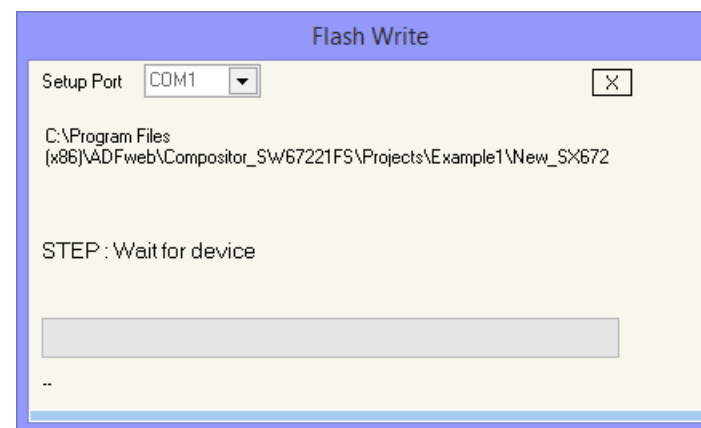 Flash Write
Setup Port COM1 X
C:\Program Files
(x86)\ADFweb\Compositor_SW67221FS\Projects\Example1\New_SX672
STEP : Wait for device
--